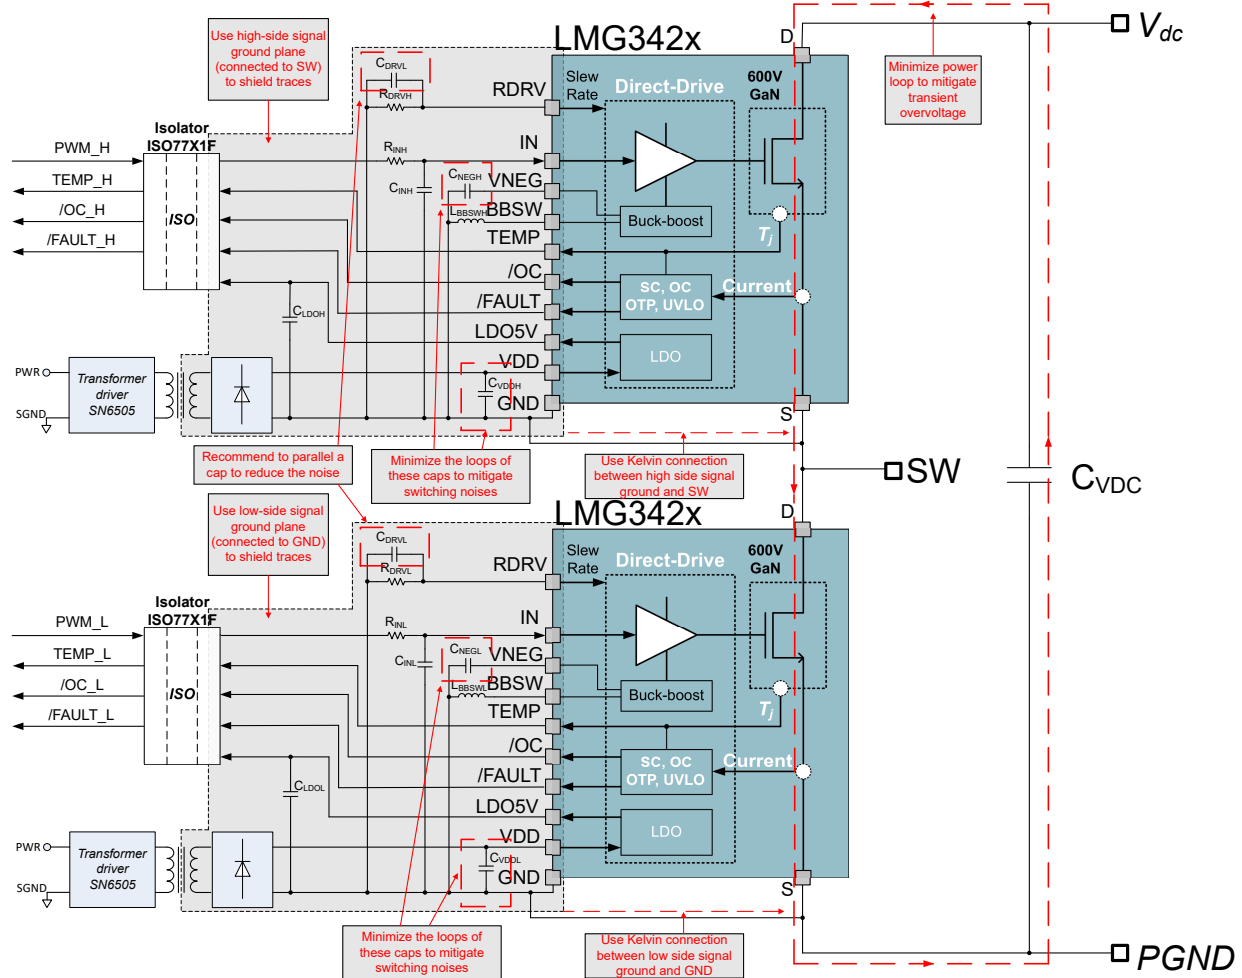 Use high-side signal
ground plane
(connected to SW)
to shield traces
C_DRVL
R_DRVH
LMG342x
D
V_dc
Minimize power
loop to mitigate
transient
overvoltage
RDRV
Slew
Rate
Direct-Drive
600V
GaN
Isolator
ISO77X1F
PWM_H
TEMP_H
/OC_H
/FAULT_H
ISO
R_INH
C_INH
C_NEGH
L_BBSWH
IN
VNEG
BBSW
TEMP
/OC
/FAULT
LDO5V
VDD
GND
Buck-boost
T_j
SC, OC
OTP, UVLO
Current
LDO
C_LDOH
C_VDDH
PWR
SGND
Transformer
driver
SN6505
S
Recommend to parallel a
cap to reduce the noise
Minimize the loops of
these caps to mitigate
switching noises
Use Kelvin connection
between high side signal
ground and SW
SW
C_VDC
Use low-side signal
ground plane
(connected to GND)
to shield traces
C_DRVL
R_DRVL
LMG342x
D
RDRV
Slew
Rate
Direct-Drive
600V
GaN
Isolator
ISO77X1F
PWM_L
TEMP_L
/OC_L
/FAULT_L
ISO
R_INL
C_INL
C_NEGL
L_BBSWL
IN
VNEG
BBSW
TEMP
/OC
/FAULT
LDO5V
VDD
GND
Buck-boost
T_j
SC, OC
OTP, UVLO
Current
LDO
C_LDOL
C_VDDL
PWR
SGND
Transformer
driver
SN6505
S
Minimize the loops of
these caps to mitigate
switching noises
Use Kelvin connection
between low side signal
ground and GND
PGND